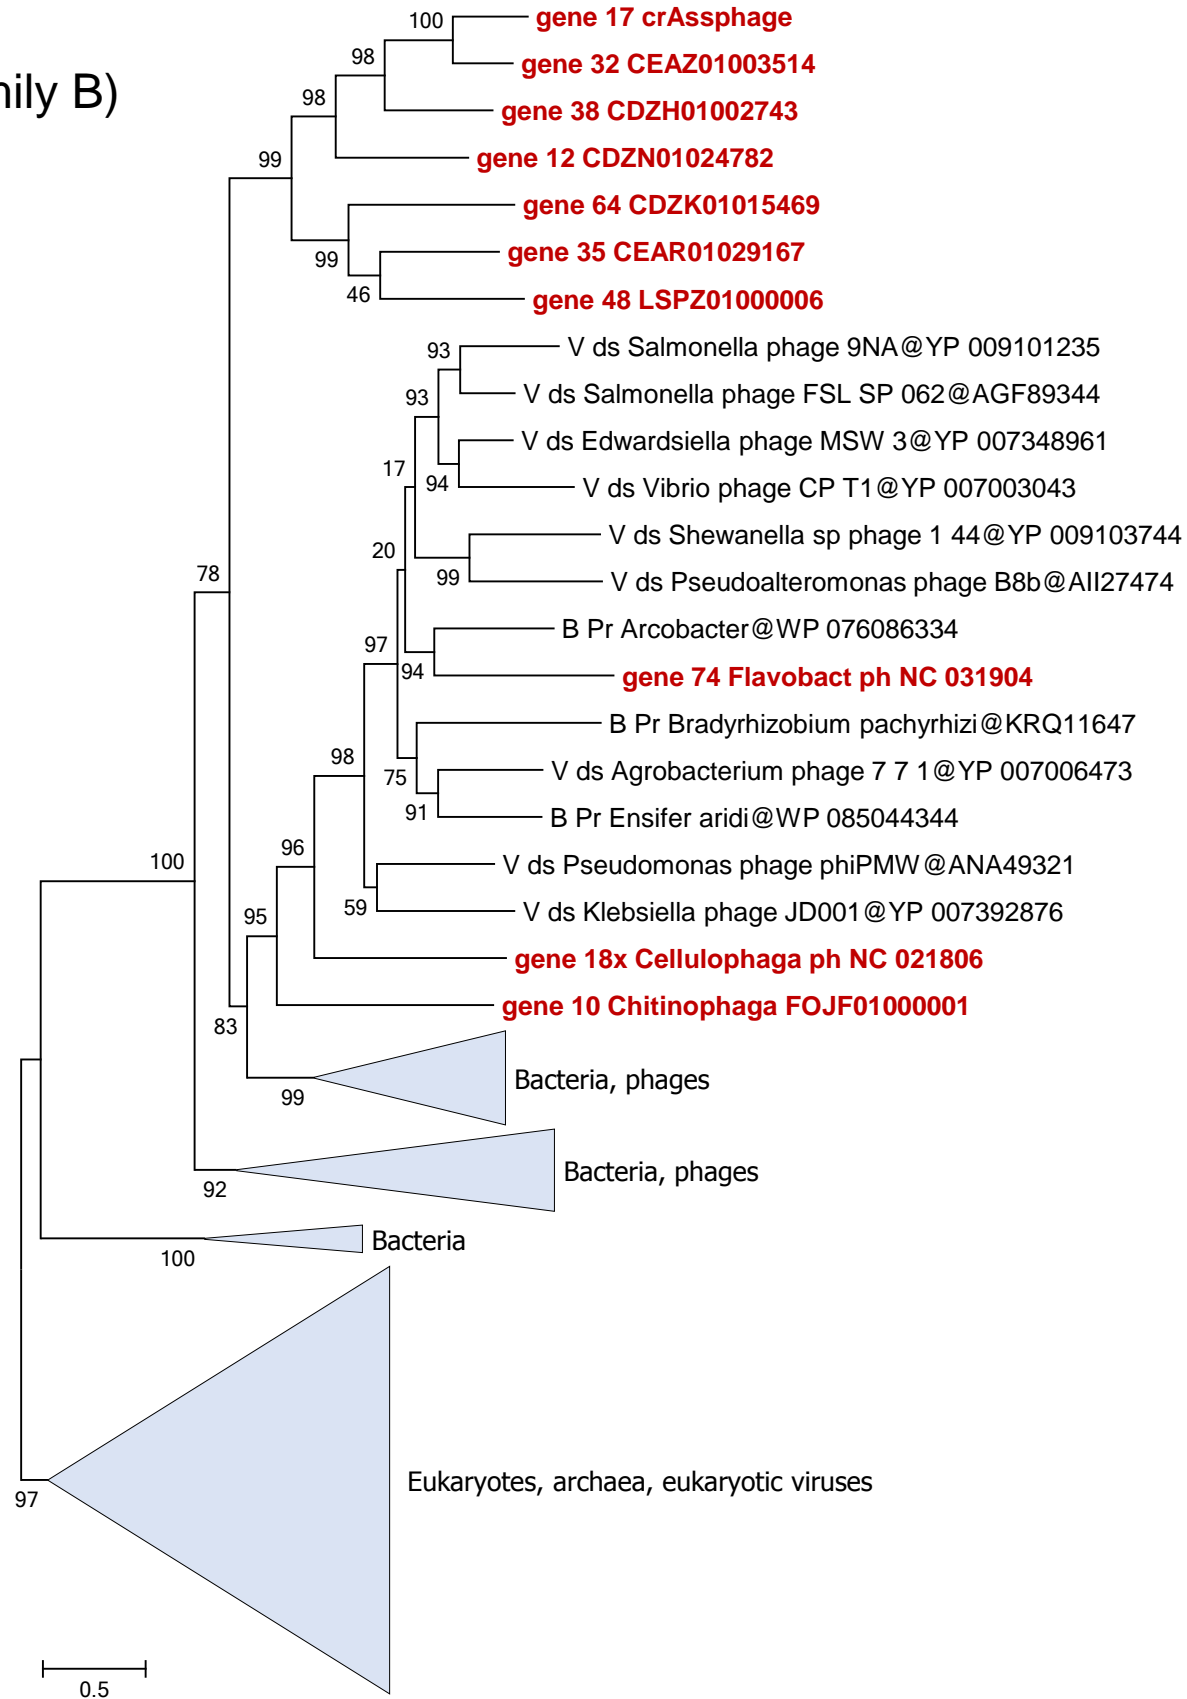 100
gene 17 crAssphage
98
gene 32 CEAZ01003514
nily B)
98
gene 38 CDZH01002743
99
gene 12 CDZN01024782
gene 64 CDZK01015469
99
gene 35 CEAR01029167
46
gene 48 LSPZ01000006
93
V ds Salmonella phage 9NA@YP 009101235
93
V ds Salmonella phage FSL SP 062@AGF89344
V ds Edwardsiella phage MSW 3@YP 007348961
17
94
V ds Vibrio phage CP T1@YP 007003043
V ds Shewanella sp phage 1 44@YP 009103744
20
99
V ds Pseudoalteromonas phage B8b@AII27474
78
B Pr Arcobacter@WP 076086334
97
94
gene 74 Flavobact ph NC 031904
B Pr Bradyrhizobium pachyrhizi@KRQ11647
98
75
V ds Agrobacterium phage 7 7 1@YP 007006473
91
B Pr Ensifer aridi@WP 085044344
96
100
V ds Pseudomonas phage phiPMW@ANA49321
59
V ds Klebsiella phage JD001@YP 007392876
95
gene 18x Cellulophaga ph NC 021806
gene 10 Chitinophaga FOJF01000001
83
Bacteria, phages
99
Bacteria, phages
92
Bacteria
100
Eukaryotes, archaea, eukaryotic viruses
97
0.5